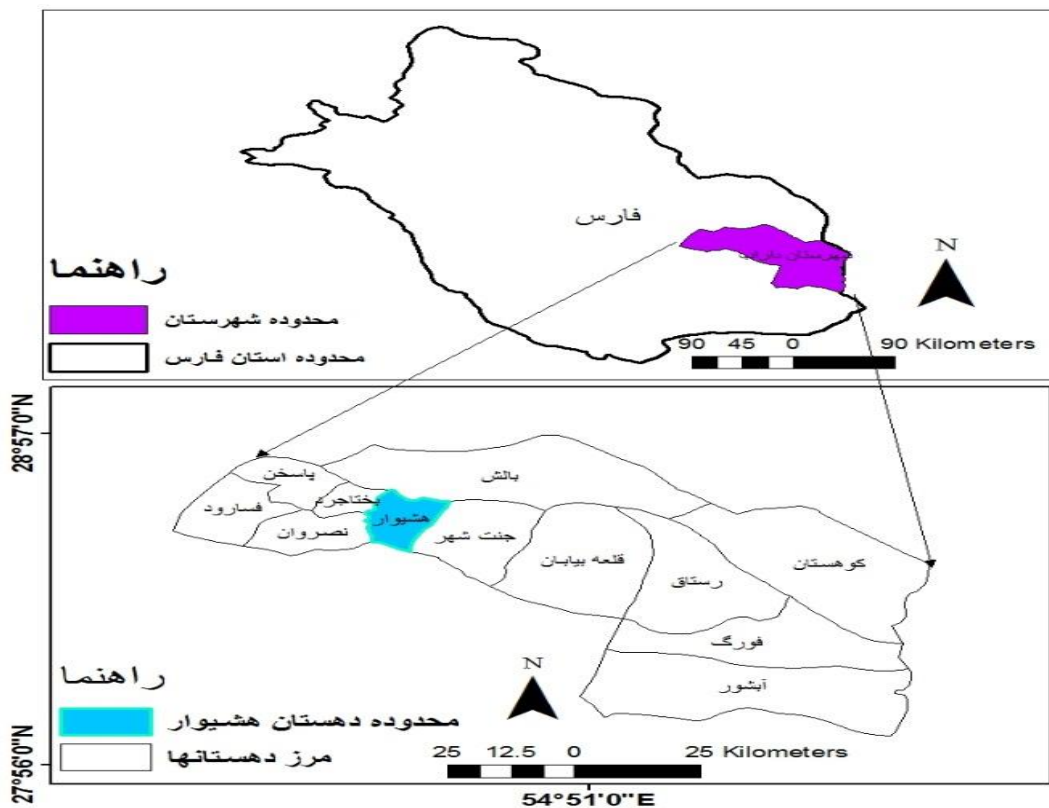 فارس
شهرستان داراب
N
راهنما
محدوده شهرستان
محدوده استان فارس
90 45 0 90 Kilometers
28°57'0"N
بالش
پاسخن
بختاجرد
فسارود
هشیوار
نصروان
جنت شهر
قلعه بیابان
رستاق
کوهستان
فورگ
آبشور
N
راهنما
محدوده دهستان هشیوار
مرز دهستانها
25 12.5 0 25 Kilometers
27°56'0"N
54°51'0"E